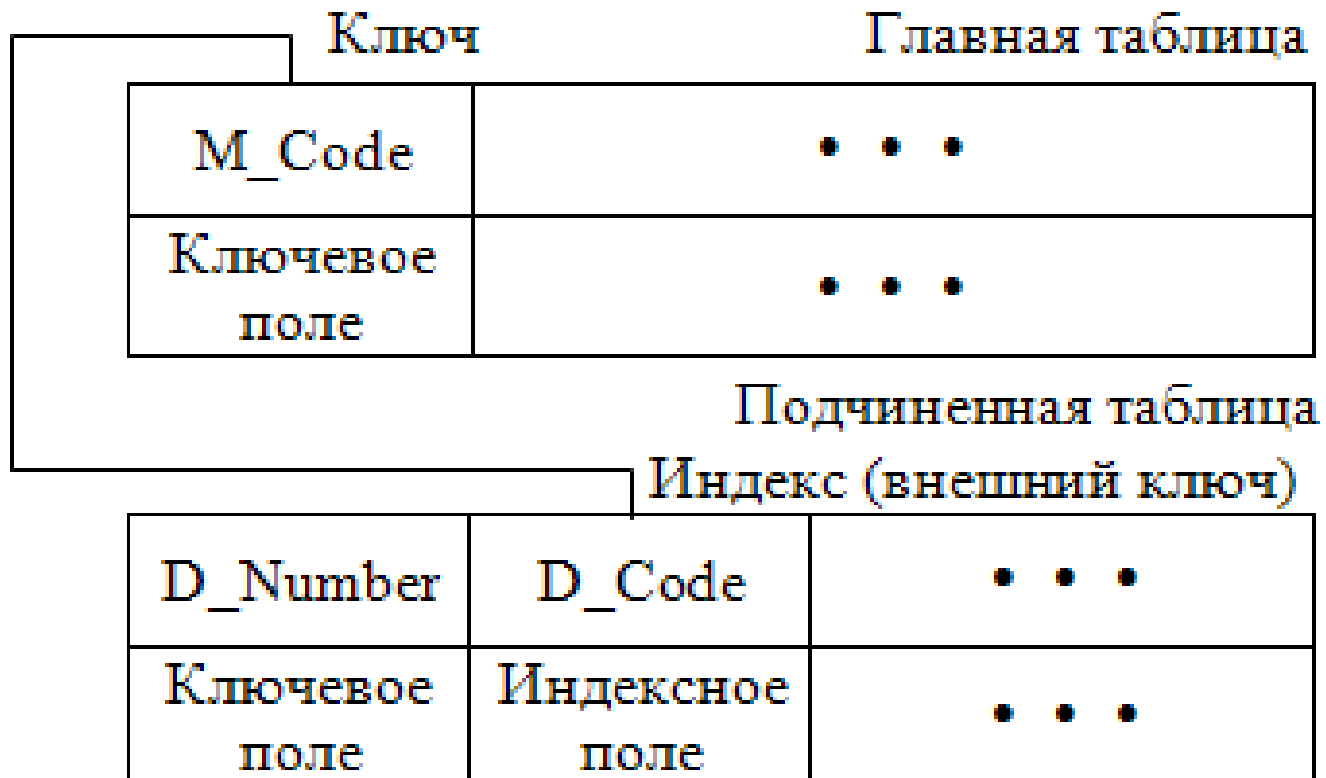 Ключ Главная таблица
M_Code • • •
Ключевое
поле • • •
Подчиненная таблица
Индекс (внешний ключ)
D_Number D_Code • • •
Ключевое Индексное
поле поле • • •